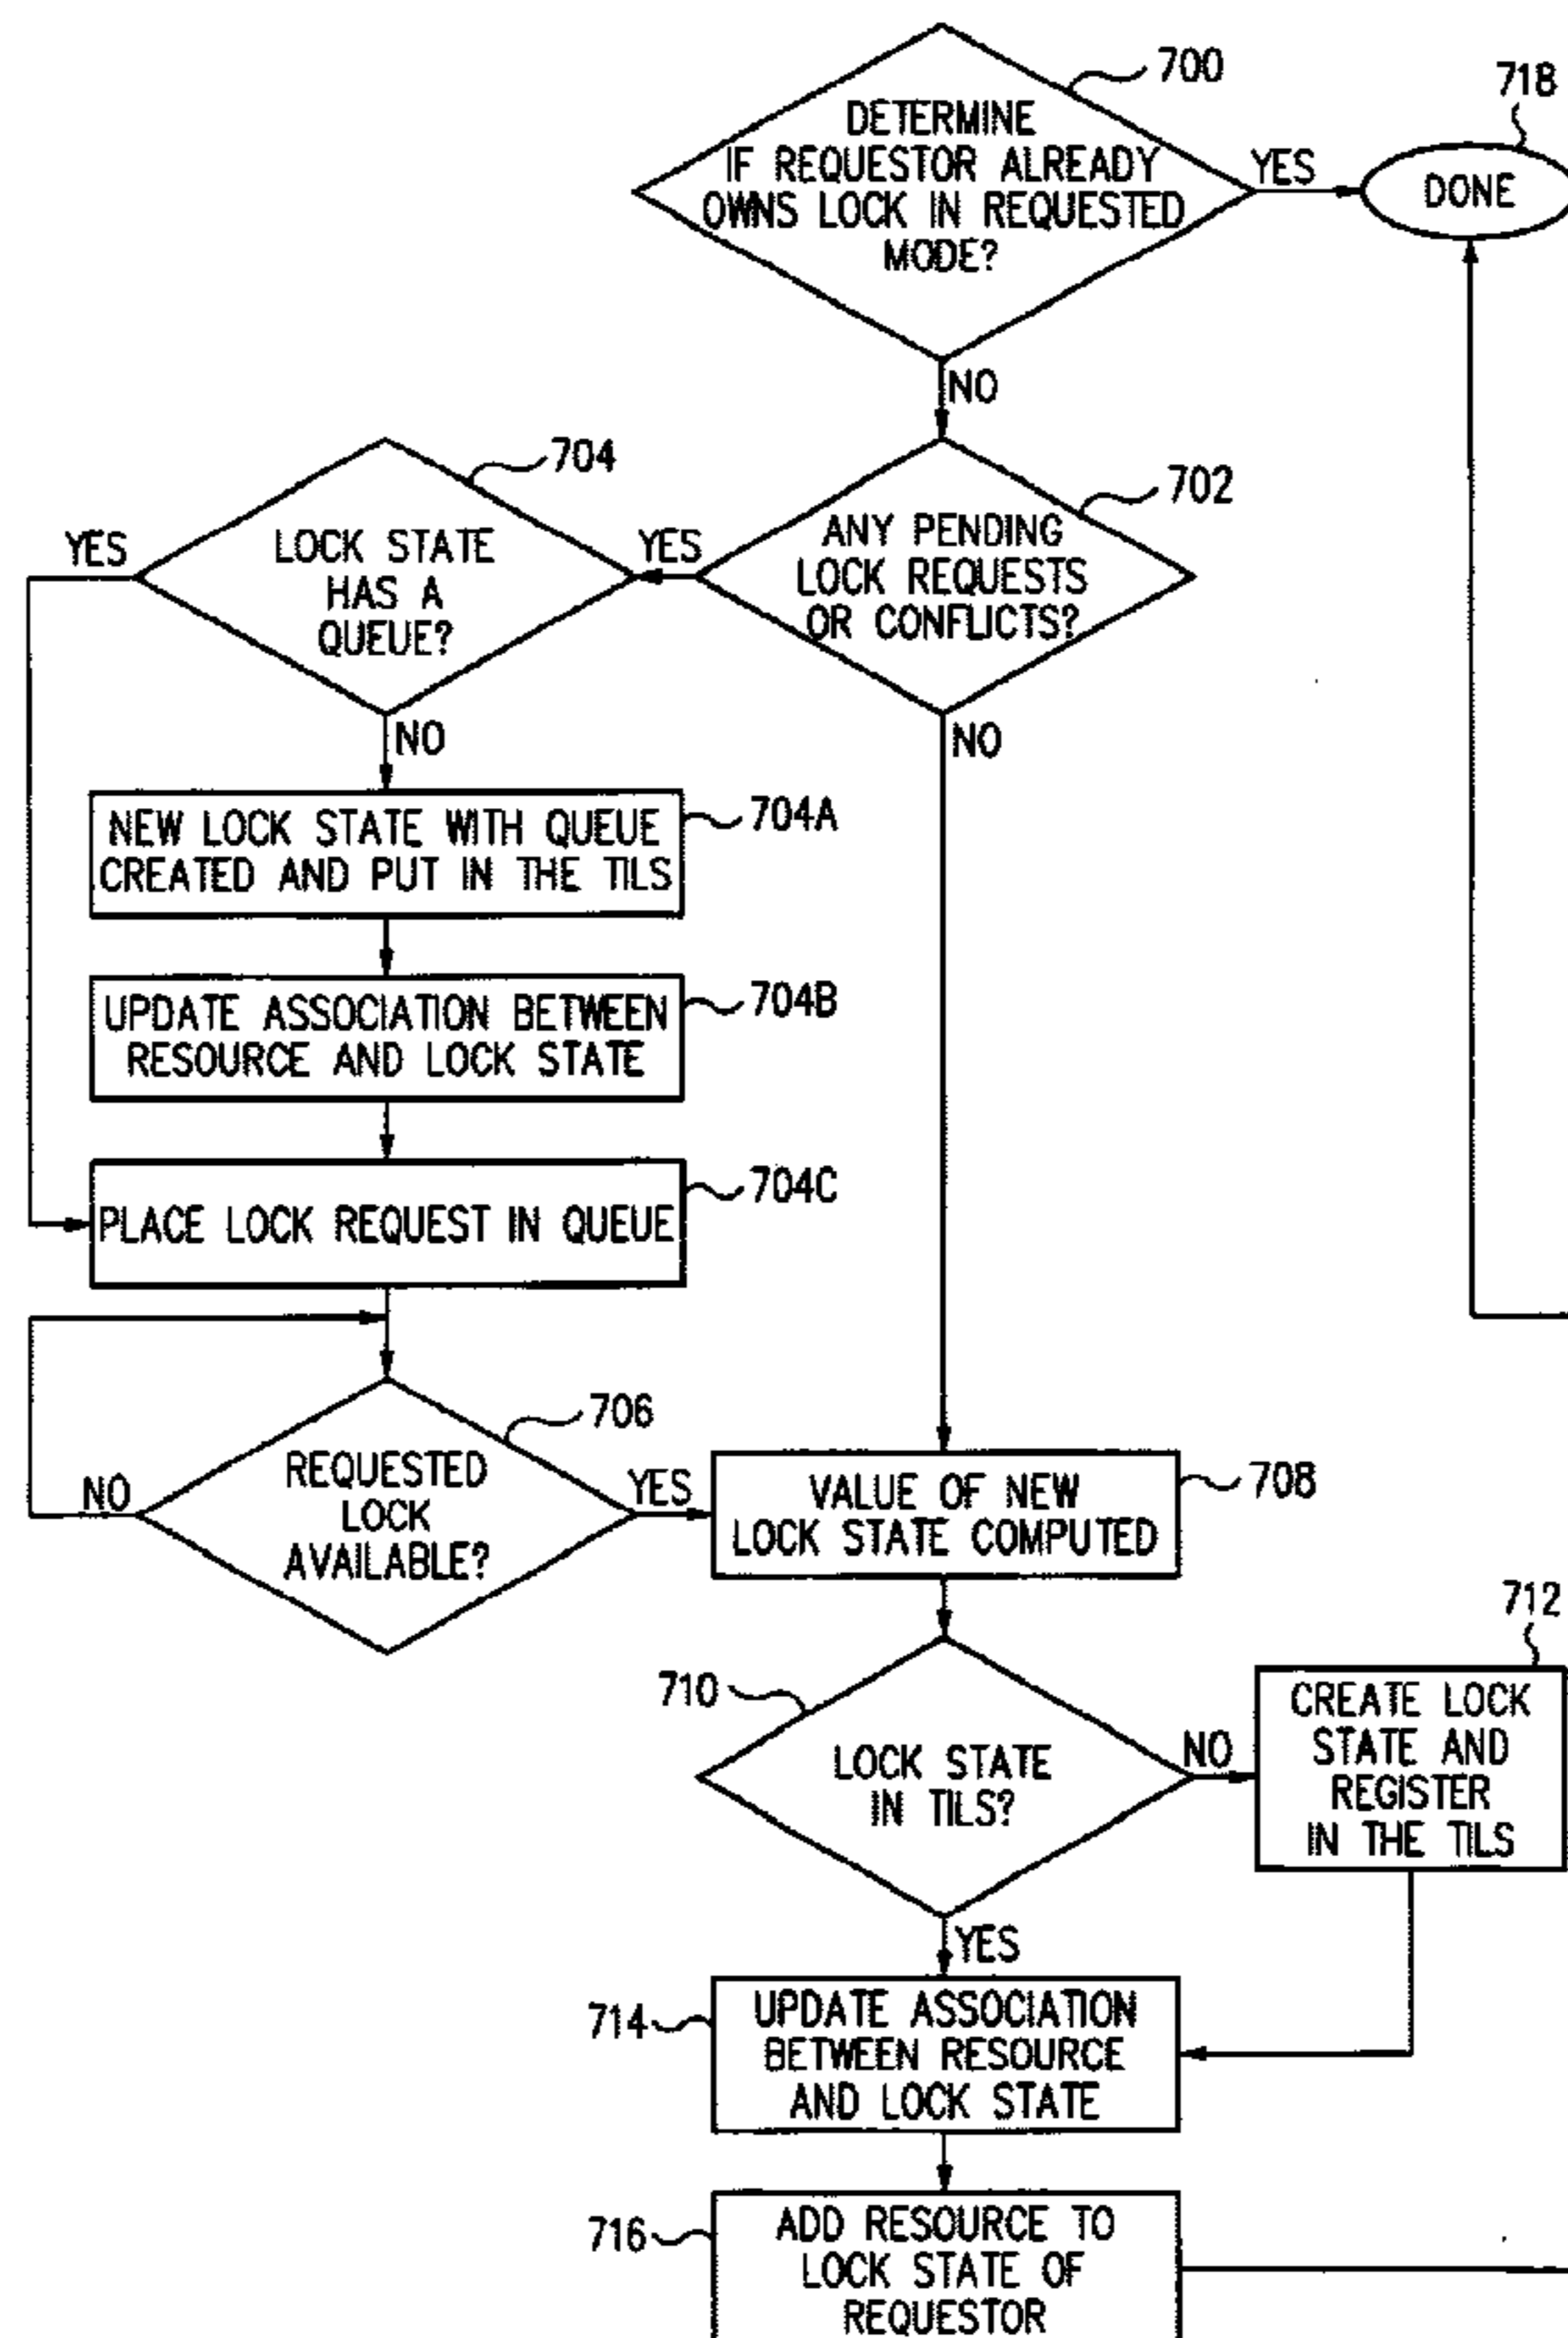 700
DETERMINE
IF REQUESTOR ALREADY
OWNS LOCK IN REQUESTED
MODE?
YES
718
DONE
NO
704
LOCK STATE
HAS A
QUEUE?
YES
YES
702
ANY PENDING
LOCK REQUESTS
OR CONFLICTS?
NO
NO
NEW LOCK STATE WITH QUEUE
CREATED AND PUT IN THE TILS
704A
UPDATE ASSOCIATION BETWEEN
RESOURCE AND LOCK STATE
704B
PLACE LOCK REQUEST IN QUEUE
704C
706
REQUESTED
LOCK
AVAILABLE?
NO
YES
VALUE OF NEW
LOCK STATE COMPUTED
708
710
LOCK STATE
IN TILS?
NO
712
CREATE LOCK
STATE AND
REGISTER
IN THE TILS
YES
714
UPDATE ASSOCIATION
BETWEEN RESOURCE
AND LOCK STATE
716
ADD RESOURCE TO
LOCK STATE OF
REQUESTOR